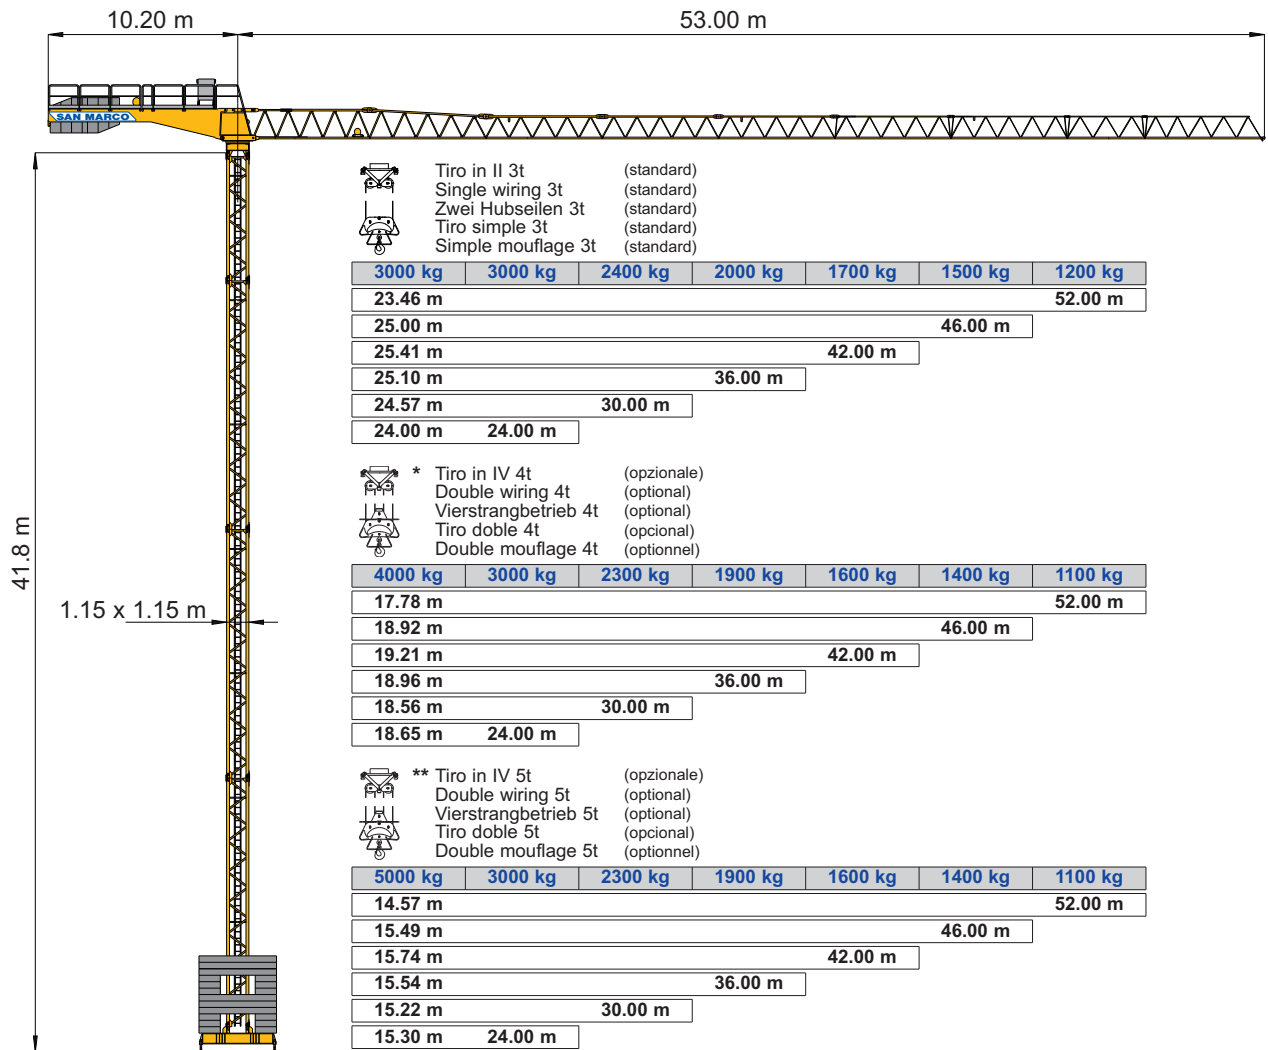 10.20 m 53.00 m
SAN MARCO
Tiro in II 3t (standard)
Single wiring 3t (standard)
Zwei Hubseilen 3t (standard)
Tiro simple 3t (standard)
Simple mouflage 3t (standard)
3000 kg 3000 kg 2400 kg 2000 kg 1700 kg 1500 kg 1200 kg
23.46 m 52.00 m
25.00 m 46.00 m
25.41 m 42.00 m
25.10 m 36.00 m
24.57 m 30.00 m
24.00 m 24.00 m
* Tiro in IV 4t (opzionale)
Double wiring 4t (optional)
Vierstrangbetrieb 4t (optional)
Tiro doble 4t (opcional)
Double mouflage 4t (optionnel)
41.8 m
4000 kg 3000 kg 2300 kg 1900 kg 1600 kg 1400 kg 1100 kg
17.78 m 52.00 m
1.15 x 1.15 m
18.92 m 46.00 m
19.21 m 42.00 m
18.96 m 36.00 m
18.56 m 30.00 m
18.65 m 24.00 m
** Tiro in IV 5t (opzionale)
Double wiring 5t (optional)
Vierstrangbetrieb 5t (optional)
Tiro doble 5t (opcional)
Double mouflage 5t (optionnel)
5000 kg 3000 kg 2300 kg 1900 kg 1600 kg 1400 kg 1100 kg
14.57 m 52.00 m
15.49 m 46.00 m
15.74 m 42.00 m
15.54 m 36.00 m
15.22 m 30.00 m
15.30 m 24.00 m